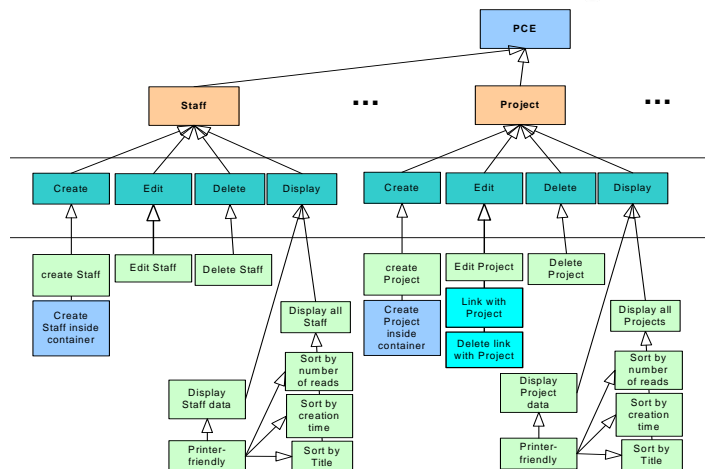 PCE
Staff
...
Project
...
Create
Edit
Delete
Display
Create
Edit
Delete
Display
create Staff
Edit Staff
Delete Staff
create
Project
Edit Project
Delete
Project
Create
Staff inside
container
Display all
Staff
Create
Project
inside
container
Link with
Project
Delete link
with Project
Display all
Projects
Sort by
number
of reads
Sort by
number
of reads
Display
Staff data
Sort by
creation
time
Display
Project
data
Sort by
creation
time
Printer-
friendly
Sort by
Title
Printer-
friendly
Sort by
Title